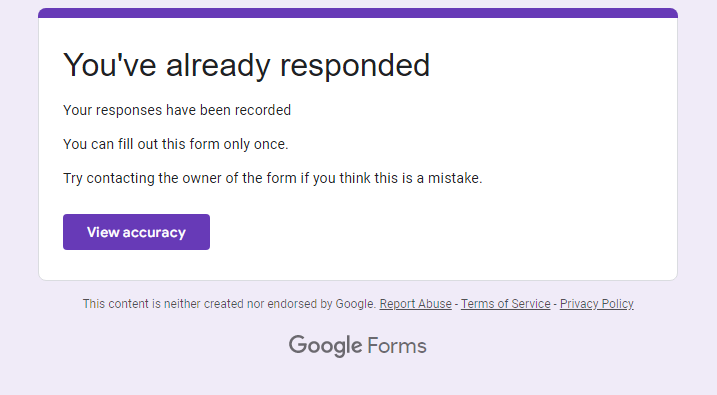 You've already responded
Your responses have been recorded
You can fill out this form only once.
Try contacting the owner of the form if you think this is a mistake.
View accuracy
This content is neither created nor endorsed by Google. Report Abuse - Terms of Service - Privacy Policy
Google Forms